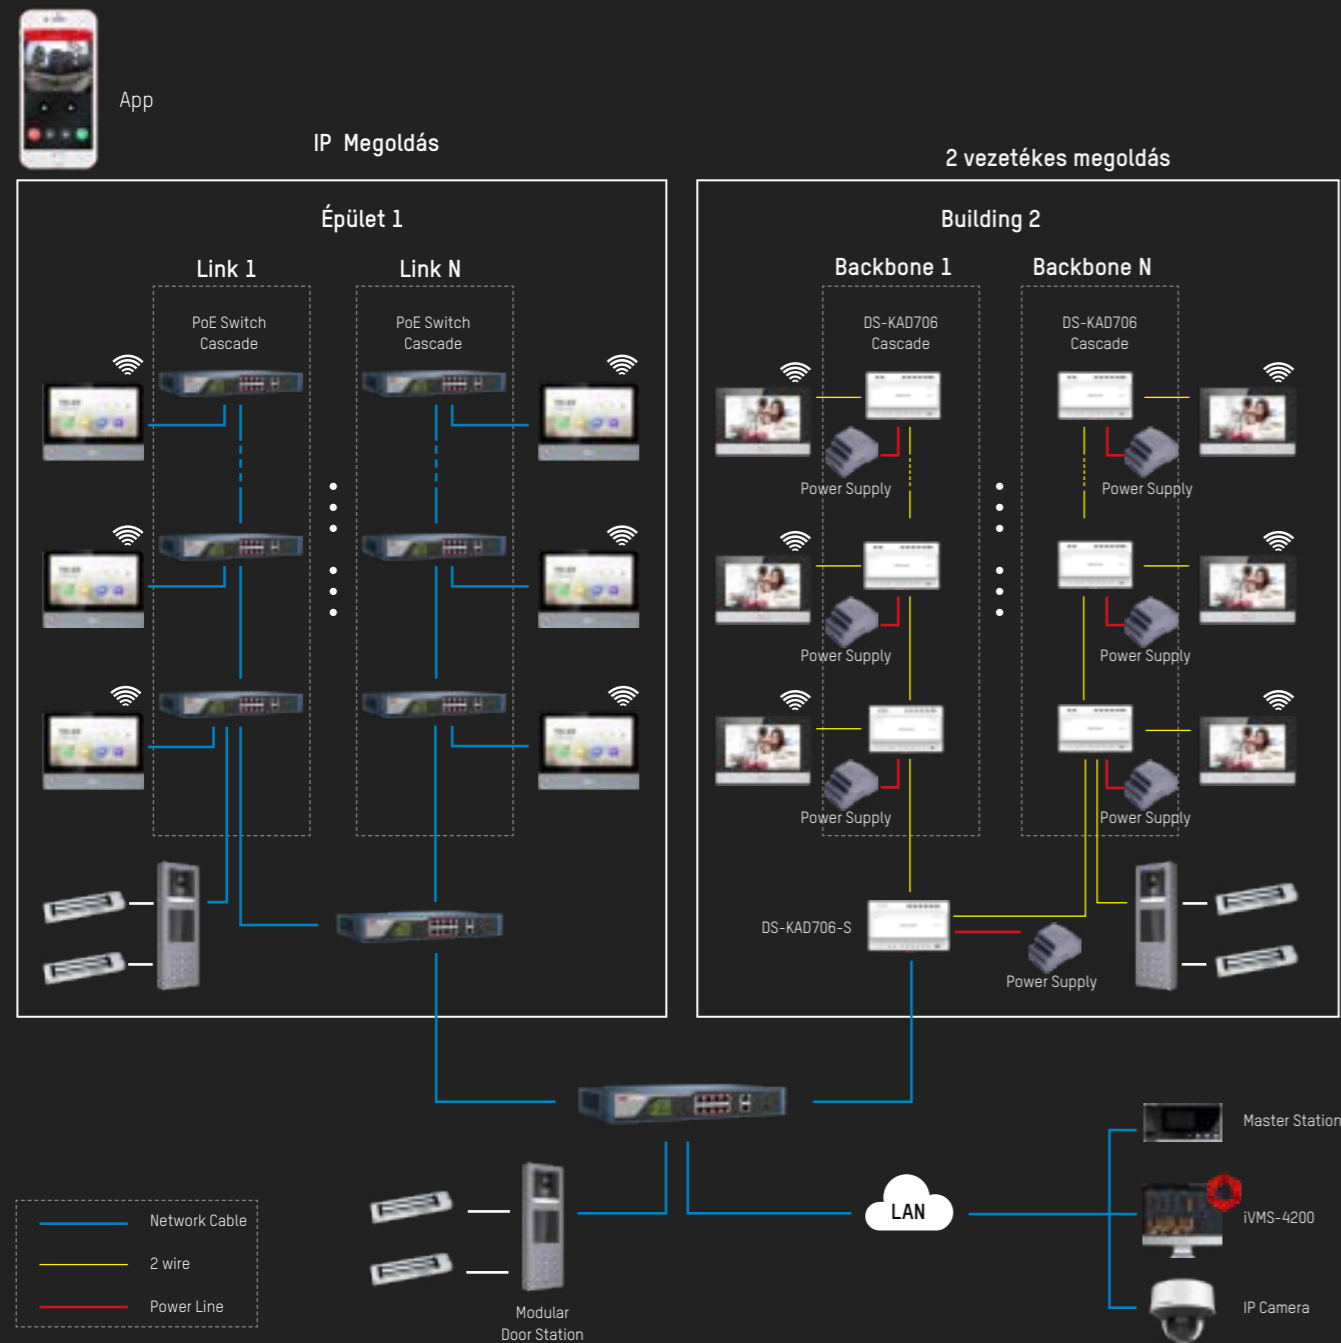 App
IP Megoldás
2 vezetékes megoldás
Épület 1
Building 2
Link 1
Link N
Backbone 1
Backbone N
PoE Switch
Cascade
PoE Switch
Cascade
DS-KAD706
Cascade
DS-KAD706
Cascade
Power Supply
Power Supply
Power Supply
Power Supply
Power Supply
Power Supply
DS-KAD706-S
Power Supply
Master Station
LAN
iVMS-4200
IP Camera
Modular
Door Station
Network Cable
2 wire
Power Line